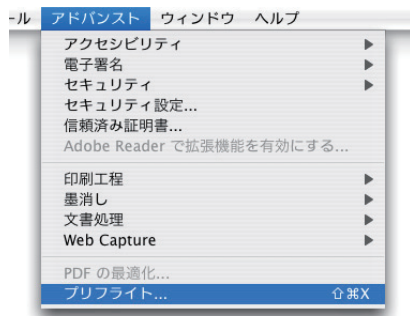 ール アドバンスト ウィンドウ ヘルプ
アクセシビリティ ▶
電子署名 ▶
セキュリティ ▶
セキュリティ設定...
信頼済み証明書...
Adobe Reader で拡張機能を有効にする...
印刷工程 ▶
墨消し ▶
文書処理 ▶
Web Capture ▶
PDF の最適化...
プリフライト... ⇧⌘X